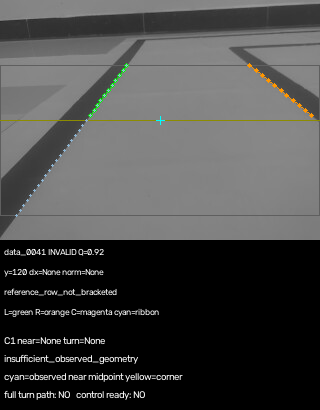 data_0041 INVALID Q=0.92
y=120 dx=None norm=None
reference_row_not_bracketed
L=green R=orange C=magenta cyan=ribbon
C1 near=None turn=None
insufficient_observed_geometry
cyan=observed near midpoint yellow=corner
full turn path: NO control ready: NO